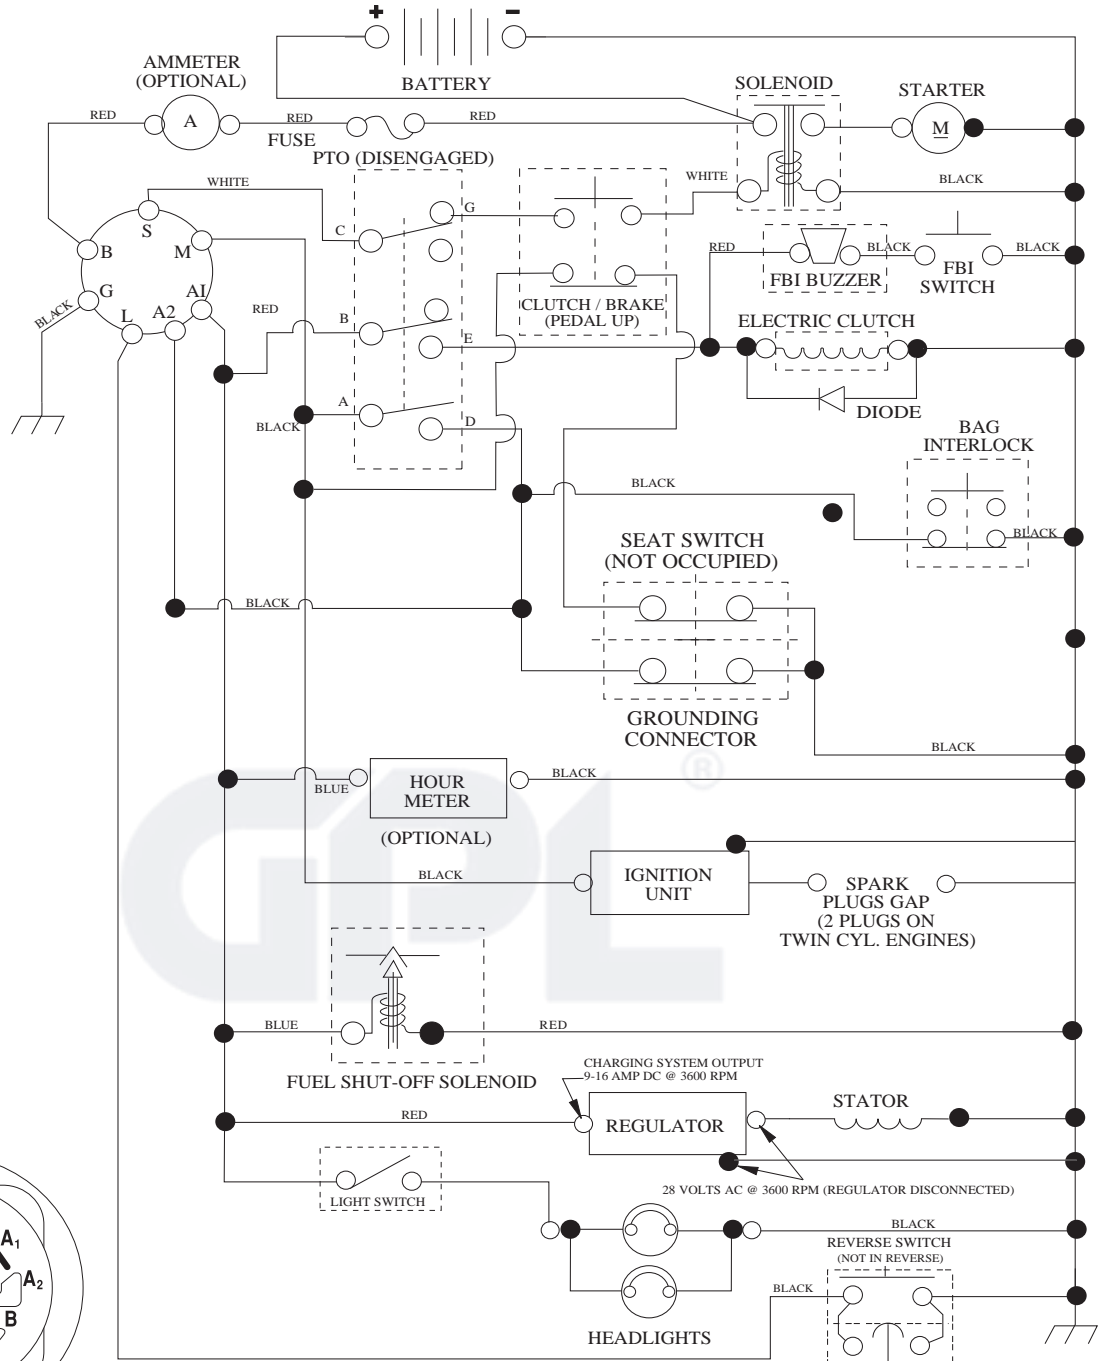 + −
BATTERY
AMMETER
(OPTIONAL)
A
RED
RED
FUSE
RED
SOLENOID
STARTER
M
PTO (DISENGAGED)
WHITE
WHITE
BLACK
S
B
M
G
AI
L
A2
BLACK
C
G
RED
B
E
A
D
BLACK
CLUTCH / BRAKE
(PEDAL UP)
RED
FBI BUZZER
BLACK
FBI
SWITCH
BLACK
ELECTRIC CLUTCH
DIODE
BAG
INTERLOCK
BLACK
BLACK
SEAT SWITCH
(NOT OCCUPIED)
BLACK
GROUNDING
CONNECTOR
BLACK
BLUE
HOUR
METER
BLACK
(OPTIONAL)
GPL®
BLACK
IGNITION
UNIT
SPARK
PLUGS GAP
(2 PLUGS ON
TWIN CYL. ENGINES)
BLUE
RED
FUEL SHUT-OFF SOLENOID
CHARGING SYSTEM OUTPUT
9-16 AMP DC @ 3600 RPM
RED
REGULATOR
STATOR
28 VOLTS AC @ 3600 RPM (REGULATOR DISCONNECTED)
LIGHT SWITCH
BLACK
REVERSE SWITCH
(NOT IN REVERSE)
BLACK
HEADLIGHTS
A1
A2
B